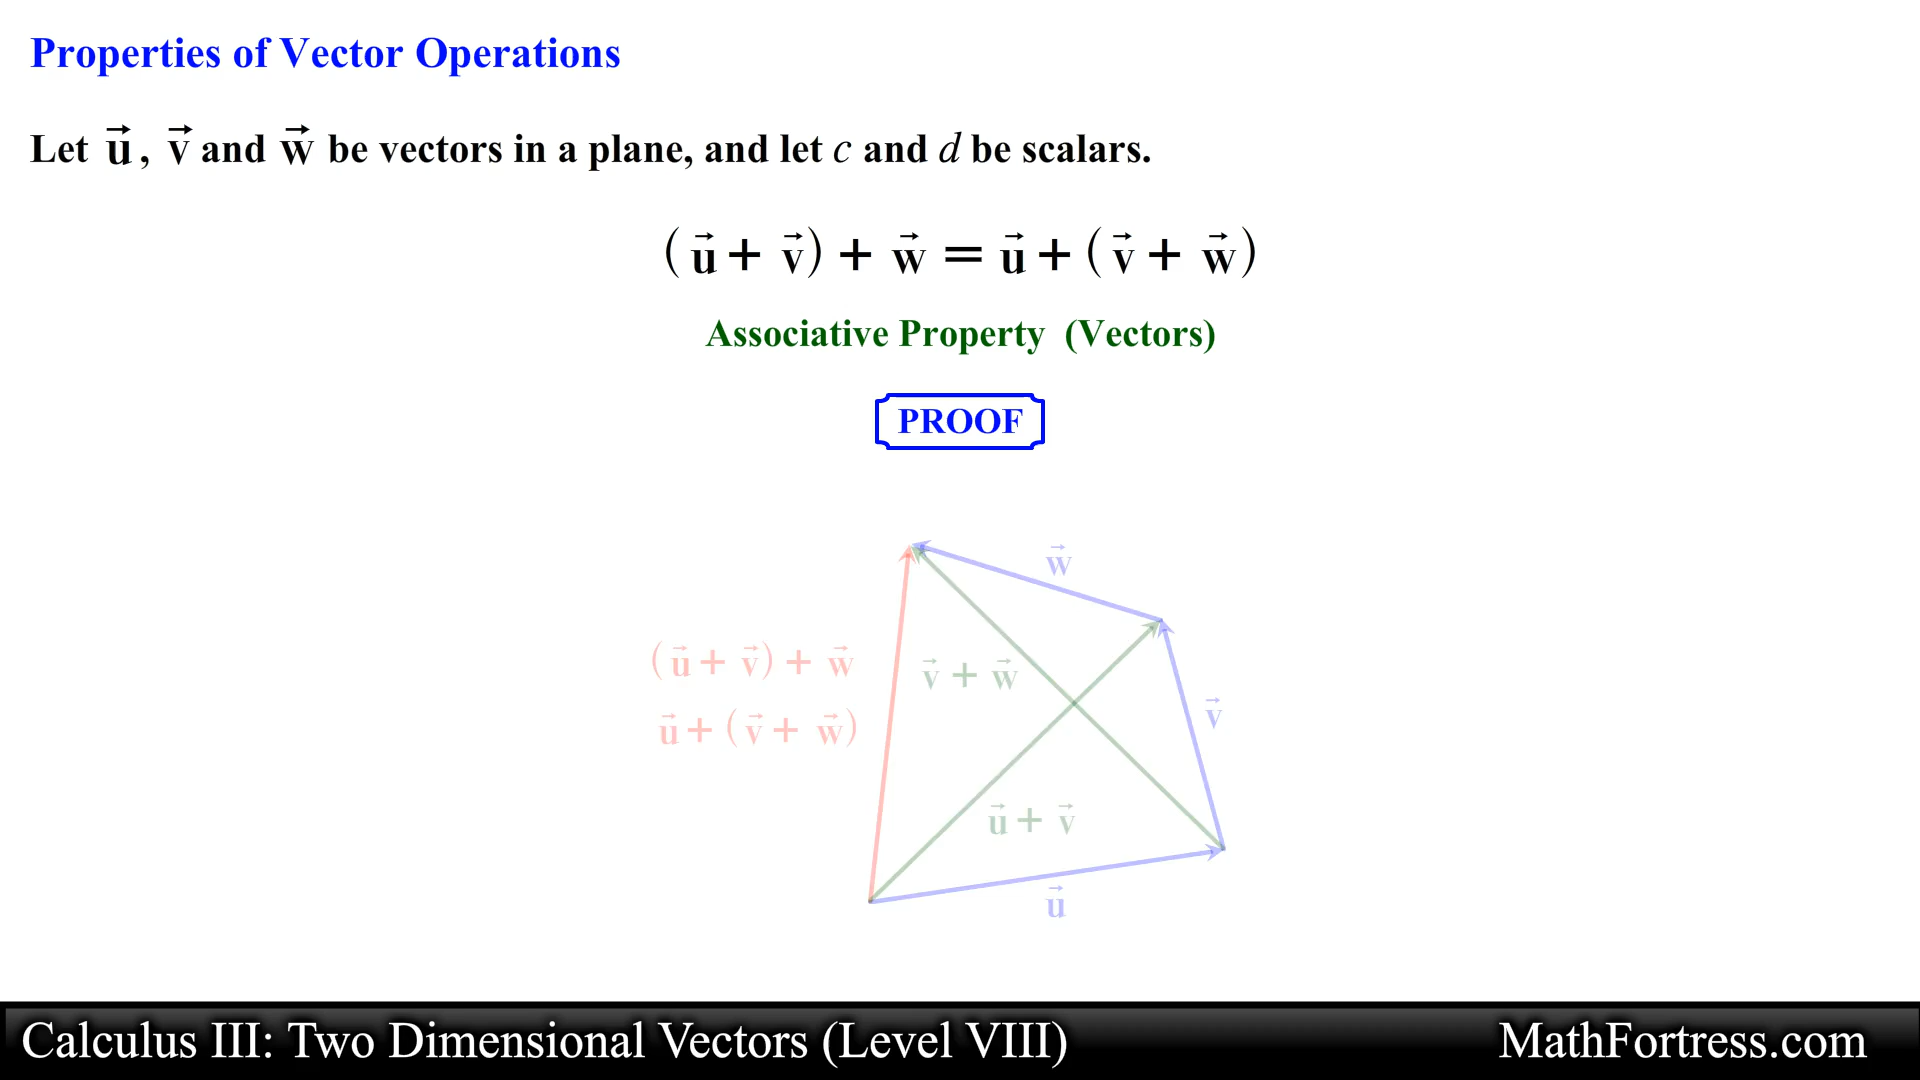 Properties of Vector Operations
Let u⃗, v⃗ and w⃗ be vectors in a plane, and let c and d be scalars.
(u⃗ + v⃗) + w⃗ = u⃗ + (v⃗ + w⃗)
Associative Property (Vectors)
PROOF
w⃗
(u⃗ + v⃗) + w⃗
v⃗ + w⃗
v⃗
u⃗ + (v⃗ + w⃗)
u⃗ + v⃗
u⃗
Calculus III: Two Dimensional Vectors (Level VIII)
MathFortress.com